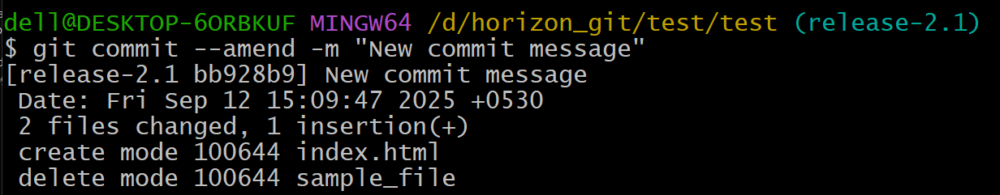 dell@DESKTOP-6ORBKUF MINGW64 /d/horizon_git/test/test (release-2.1)
$ git commit --amend -m "New commit message"
[release-2.1 bb928b9] New commit message
 Date: Fri Sep 12 15:09:47 2025 +0530
 2 files changed, 1 insertion(+)
 create mode 100644 index.html
 delete mode 100644 sample_file